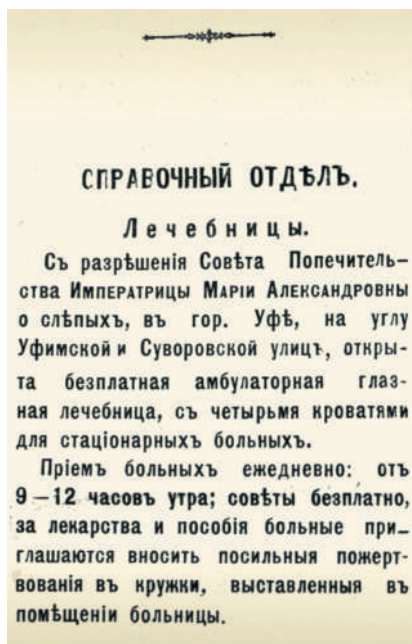 СПРАВОЧНЫЙ ОТДѢЛЪ.
Лечебницы.
Съ разрѣшенія Совѣта Попечитель-
ства Императрицы Маріи Александровны
о слѣпыхъ, въ гор. Уфѣ, на углу
Уфимской и Суворовской улицъ, откры-
та безплатная амбулаторная глаз-
ная лечебница, съ четырьмя кроватями
для стаціонарныхъ больныхъ.
Пріемъ больныхъ ежедневно: отъ
9—12 часовъ утра; совѣты безплатно,
за лекарства и пособія больные при-
глашаются вносить посильныя пожерт-
вованія въ кружки, выставленныя въ
помѣщеніи больницы.